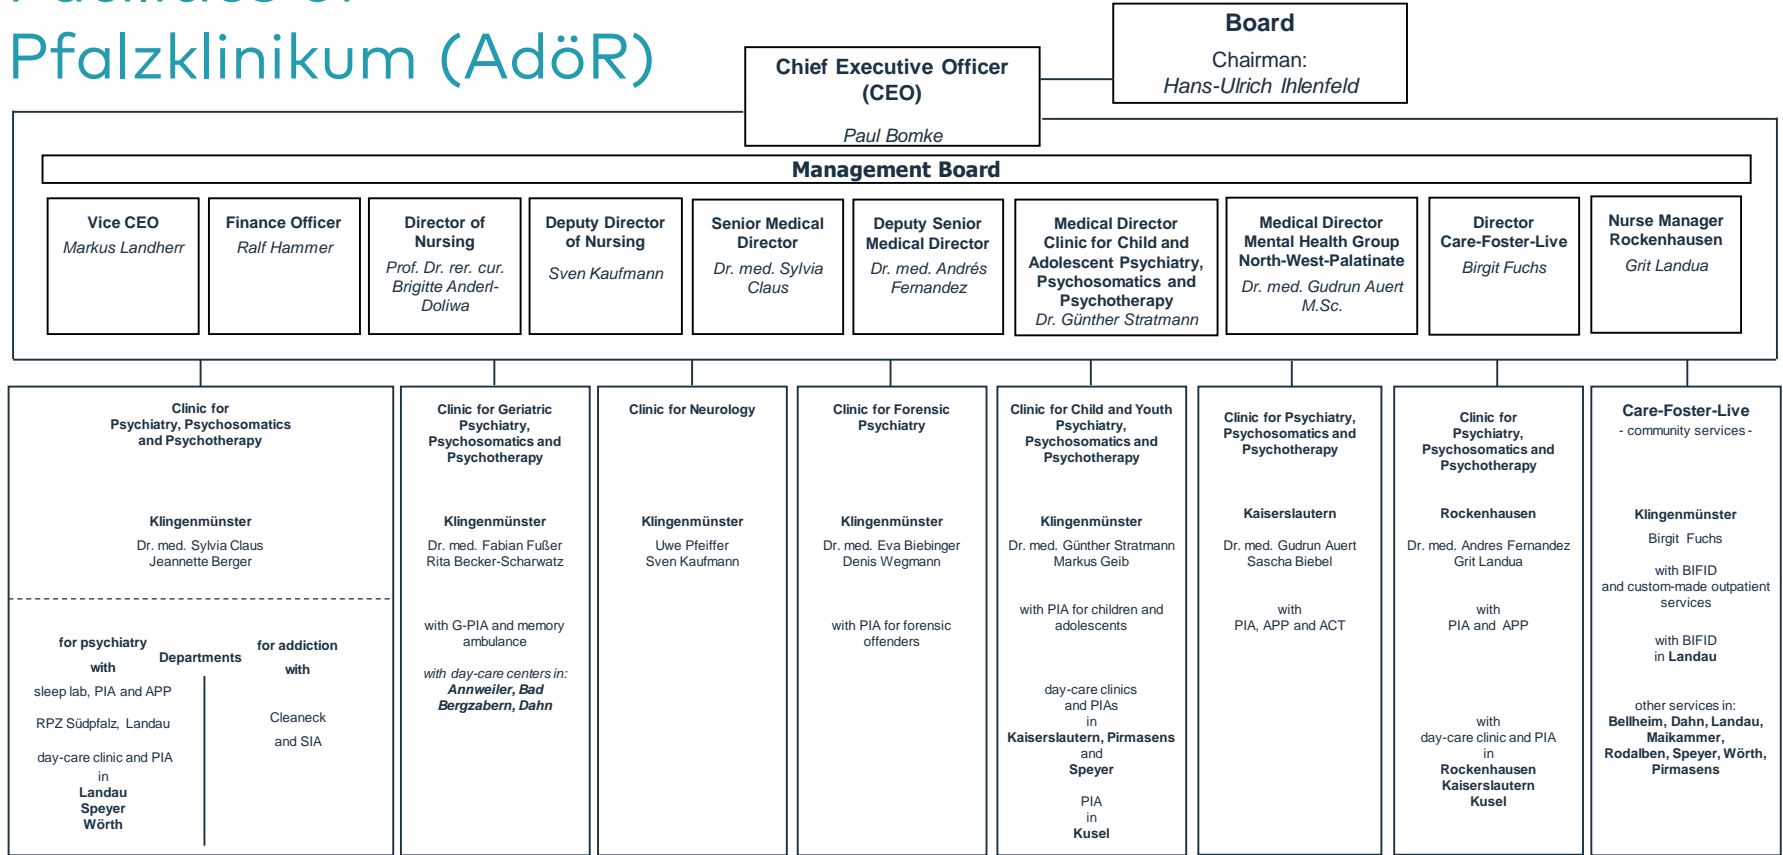 Pfalzklinikum (AdöR)
Board
Chairman:
Hans-Ulrich Ihlenfeld
Chief Executive Officer
(CEO)
Paul Bomke
Management Board
Vice CEO
Markus Landherr
Finance Officer
Ralf Hammer
Director of
Nursing
Prof. Dr. rer. cur.
Brigitte Anderl-
Doliwa
Deputy Director
of Nursing
Sven Kaufmann
Senior Medical
Director
Dr. med. Sylvia
Claus
Deputy Senior
Medical Director
Dr. med. Andrés
Fernandez
Medical Director
Clinic for Child and
Adolescent Psychiatry,
Psychosomatics and
Psychotherapy
Dr. Günther Stratmann
Medical Director
Mental Health Group
North-West-Palatinate
Dr. med. Gudrun Auert
M.Sc.
Director
Care-Foster-Live
Birgit Fuchs
Nurse Manager
Rockenhausen
Grit Landua
Clinic for
Psychiatry, Psychosomatics
and Psychotherapy
Klingenmünster
Dr. med. Sylvia Claus
Jeannette Berger
Departments
for psychiatry
with
sleep lab, PIA and APP
RPZ Südpfalz, Landau
day-care clinic and PIA
in
Landau
Speyer
Wörth
for addiction
with
Cleaneck
and SIA
Clinic for Geriatric
Psychiatry,
Psychosomatics and
Psychotherapy
Klingenmünster
Dr. med. Fabian Fußer
Rita Becker-Scharwatz
with G-PIA and memory
ambulance
with day-care centers in:
Annweiler, Bad
Bergzabern, Dahn
Clinic for Neurology
Klingenmünster
Uwe Pfeiffer
Sven Kaufmann
Clinic for Forensic
Psychiatry
Klingenmünster
Dr. med. Eva Biebinger
Denis Wegmann
with PIA for forensic
offenders
Clinic for Child and Youth
Psychiatry,
Psychosomatics and
Psychotherapy
Klingenmünster
Dr. med. Günther Stratmann
Markus Geib
with PIA for children and
adolescents
day-care clinics
and PIAs
in
Kaiserslautern, Pirmasens
and
Speyer
PIA
in
Kusel
Clinic for Psychiatry,
Psychosomatics and
Psychotherapy
Kaiserslautern
Dr. med. Gudrun Auert
Sascha Biebel
with
PIA, APP and ACT
Clinic for
Psychiatry,
Psychosomatics and
Psychotherapy
Rockenhausen
Dr. med. Andres Fernandez
Grit Landua
with
PIA and APP
with
day-care clinic and PIA
in
Rockenhausen
Kaiserslautern
Kusel
Care-Foster-Live
- community services -
Klingenmünster
Birgit Fuchs
with BIFID
and custom-made outpatient
services
with BIFID
in Landau
other services in:
Bellheim, Dahn, Landau,
Maikammer,
Rodalben, Speyer, Wörth,
Pirmasens